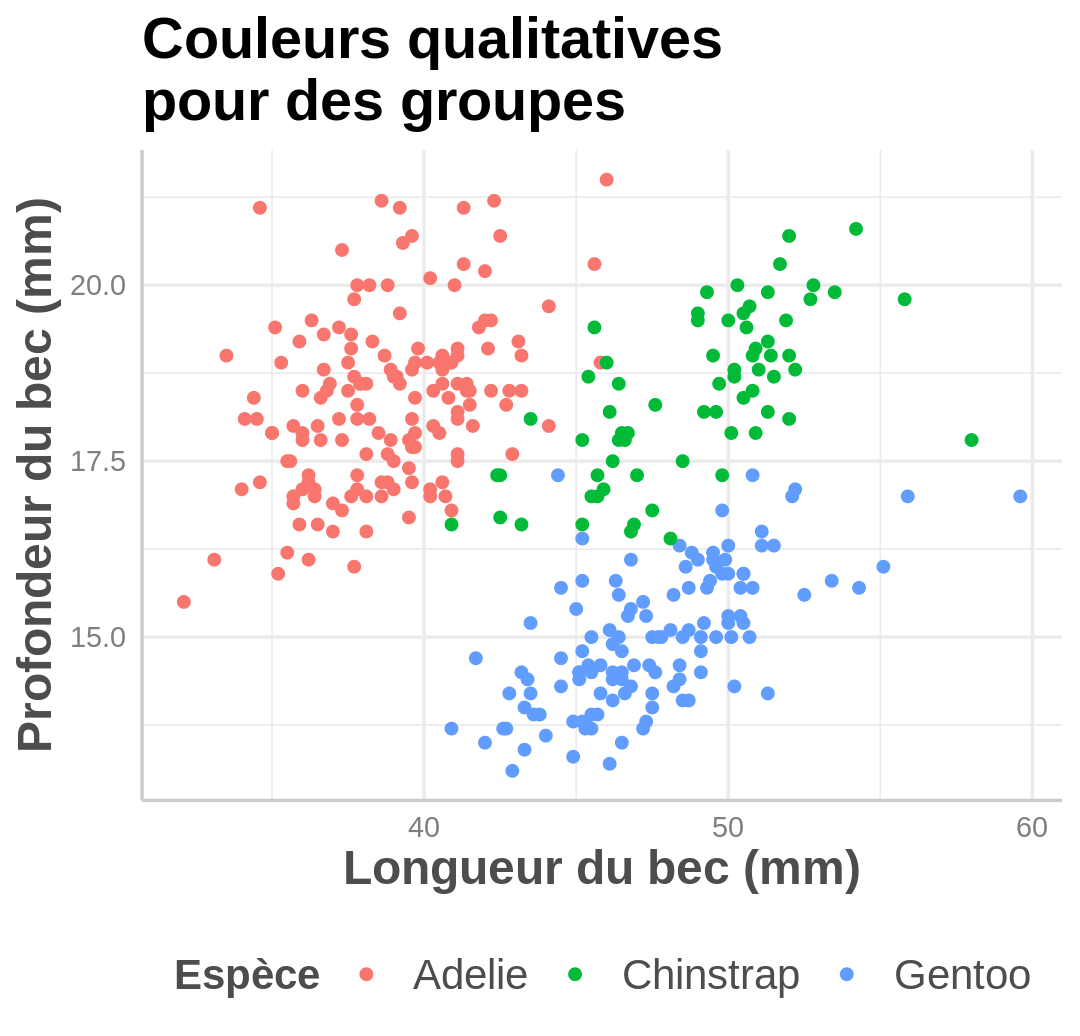 Couleurs qualitatives
pour des groupes
Profondeur du bec (mm)
20.0
17.5
15.0
40 50 60
Longueur du bec (mm)
Espèce Adelie Chinstrap Gentoo